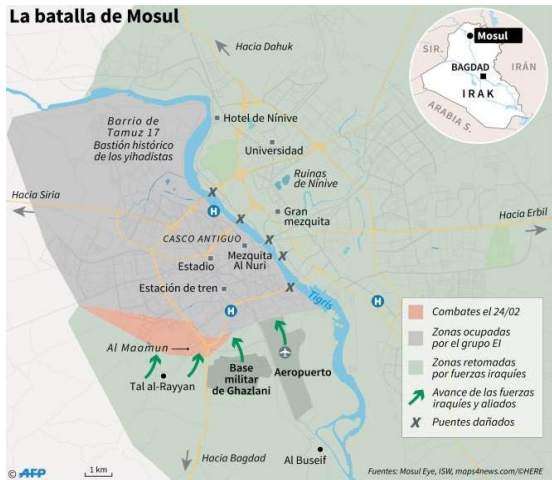 La batalla de Mosul
Hacia Dahuk
Mosul
SIR.
IRÁN
BAGDAD
IRAK
ARABIA S.
Barrio de
Tamuz 17
Bastión histórico
de los yihadistas
Hotel de Nínive
Universidad
Ruinas
de Nínive
Hacia Siria
X
H
X
Gran
mezquita
Hacia Erbil
CASCO ANTIGUO
X
Mezquita
Al Nuri
X
Estadio
Estación de tren
X
Tigris
H
H
Al Maamun
Tal al-Rayyan
Base
militar
de Ghazlani
Aeropuerto
Combates el 24/02
Zonas ocupadas
por el grupo EI
Zonas retomadas
por fuerzas iraquíes
Avance de las fuerzas
iraquíes y aliados
X Puentes dañados
Hacia Bagdad
Al Buseif
© AFP
1 km
Fuentes: Mosul Eye, ISW, maps4news.com/©HERE